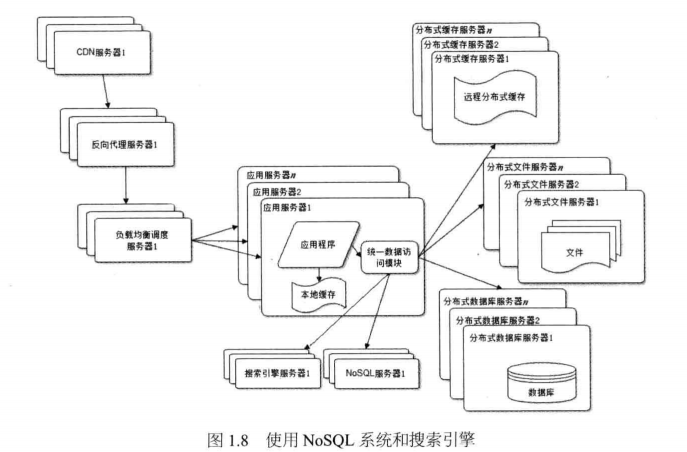 CDN服务器1
反向代理服务器1
负载均衡调度
服务器1
应用服务器n
应用服务器2
应用服务器1
应用程序
统一数据访
问模块
本地缓存
搜索引擎服务器1
NoSQL服务器1
分布式缓存服务器n
分布式缓存服务器2
分布式缓存服务器1
远程分布式缓存
分布式文件服务器n
分布式文件服务器2
分布式文件服务器1
文件
分布式数据库服务器n
分布式数据库服务器2
分布式数据库服务器1
数据库
图 1.8 使用 NoSQL 系统和搜索引擎